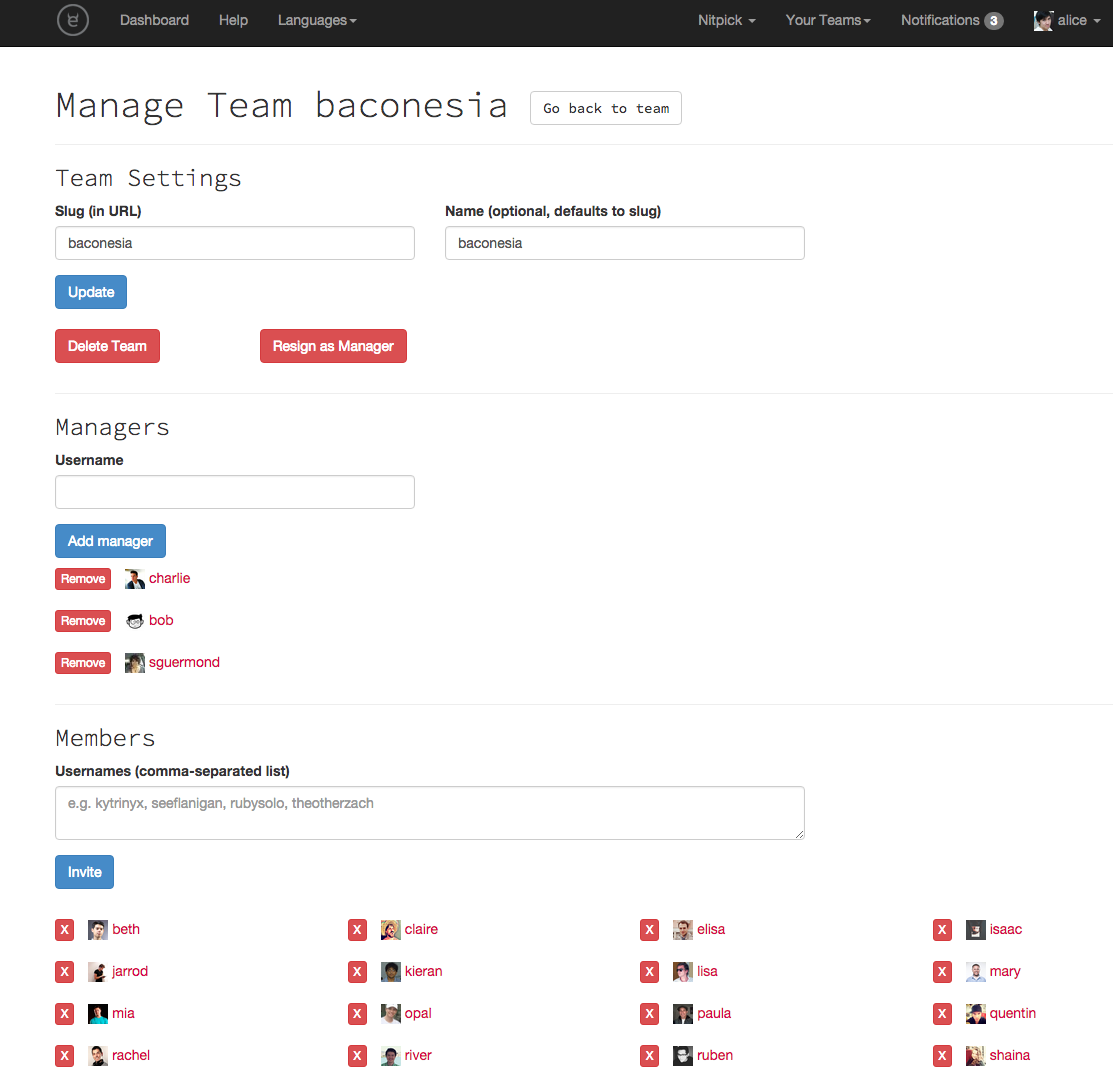 Dashboard Help Languages Nitpick Your Teams Notifications 3 alice
Manage Team baconesia Go back to team
Team Settings
Slug (in URL) Name (optional, defaults to slug)
baconesia baconesia
Update
Delete Team Resign as Manager
Managers
Username
Add manager
Remove charlie
Remove bob
Remove sguermond
Members
Usernames (comma-separated list)
e.g. kytrinyx, seeflanigan, rubysolo, theotherzach
Invite
X beth X claire X elisa X isaac
X jarrod X kieran X lisa X mary
X mia X opal X paula X quentin
X rachel X river X ruben X shaina